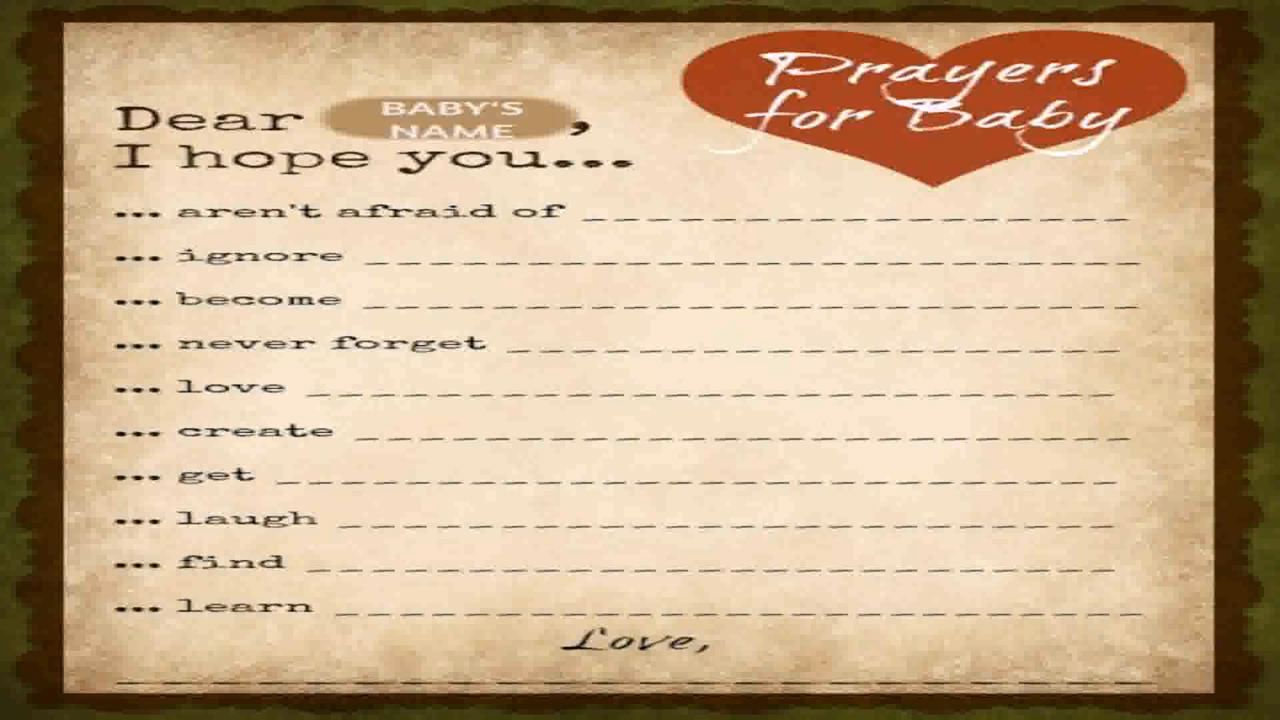 Prayers
for Baby
Dear BABY'S NAME,
I hope you...
... aren't afraid of _ _ _ _ _ _ _ _ _ _ _ _ _ _ _ _ _ _ _ _
... ignore _ _ _ _ _ _ _ _ _ _ _ _ _ _ _ _ _ _ _ _ _ _ _ _ _ _ _ _
... become _ _ _ _ _ _ _ _ _ _ _ _ _ _ _ _ _ _ _ _ _ _ _ _ _ _ _ _
... never forget _ _ _ _ _ _ _ _ _ _ _ _ _ _ _ _ _ _ _ _ _ _
... love _ _ _ _ _ _ _ _ _ _ _ _ _ _ _ _ _ _ _ _ _ _ _ _ _ _ _ _ _
... create _ _ _ _ _ _ _ _ _ _ _ _ _ _ _ _ _ _ _ _ _ _ _ _ _ _ _ _
... get _ _ _ _ _ _ _ _ _ _ _ _ _ _ _ _ _ _ _ _ _ _ _ _ _ _ _ _ _ _
... laugh _ _ _ _ _ _ _ _ _ _ _ _ _ _ _ _ _ _ _ _ _ _ _ _ _ _ _ _
... find _ _ _ _ _ _ _ _ _ _ _ _ _ _ _ _ _ _ _ _ _ _ _ _ _ _ _ _ _
... learn _ _ _ _ _ _ _ _ _ _ _ _ _ _ _ _ _ _ _ _ _ _ _ _ _ _ _ _ _
Love,